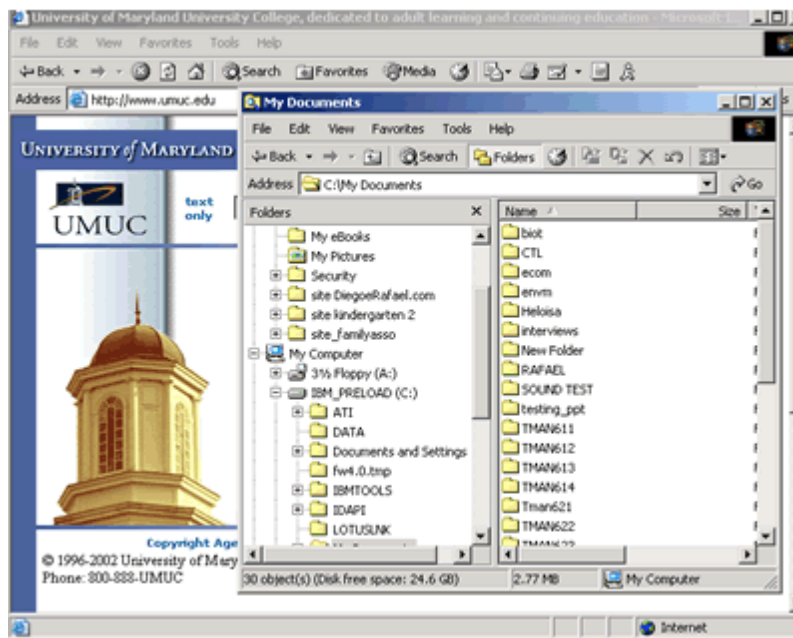 University of Maryland University College, dedicated to adult learning and continuing education - Microsoft I...
File Edit View Favorites Tools Help
Back Search Favorites Media
Address http://www.umuc.edu
UNIVERSITY of MARYLAND
UMUC
text only
Copyright Age
© 1996-2002 University of Mary
Phone: 800-888-UMUC
Internet
My Documents
File Edit View Favorites Tools Help
Back Search Folders
Address C:\My Documents Go
Folders
My eBooks
My Pictures
Security
site DiegoeRafael.com
site kindergarten 2
site_familyasso
My Computer
3½ Floppy (A:)
IBM_PRELOAD (C:)
ATI
DATA
Documents and Settings
fw4.0.tmp
IBMTOOLS
IDAPI
LOTUSLNK
Name Size
biot
CTL
ecom
envm
Heloisa
interviews
New Folder
RAFAEL
SOUND TEST
testing_ppt
TMAN611
TMAN612
TMAN613
TMAN614
Tman621
TMAN622
30 object(s) (Disk free space: 24.6 GB) 2.77 MB My Computer